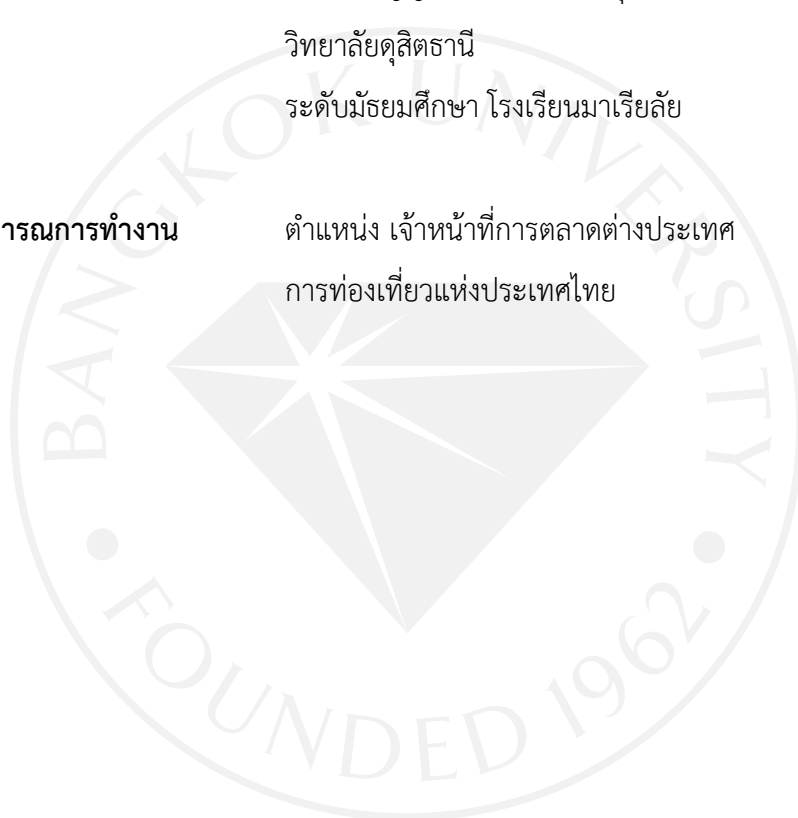 วิทยาลัยดุสิตธานี
ระดับมัธยมศึกษา โรงเรียนมาเรียลัย
ารณการทำงาน ตำแหน่ง เจ้าหน้าที่การตลาดต่างประเทศ
การท่องเที่ยวแห่งประเทศไทย
BANGKOK UNIVERSITY
FOUNDED 1962